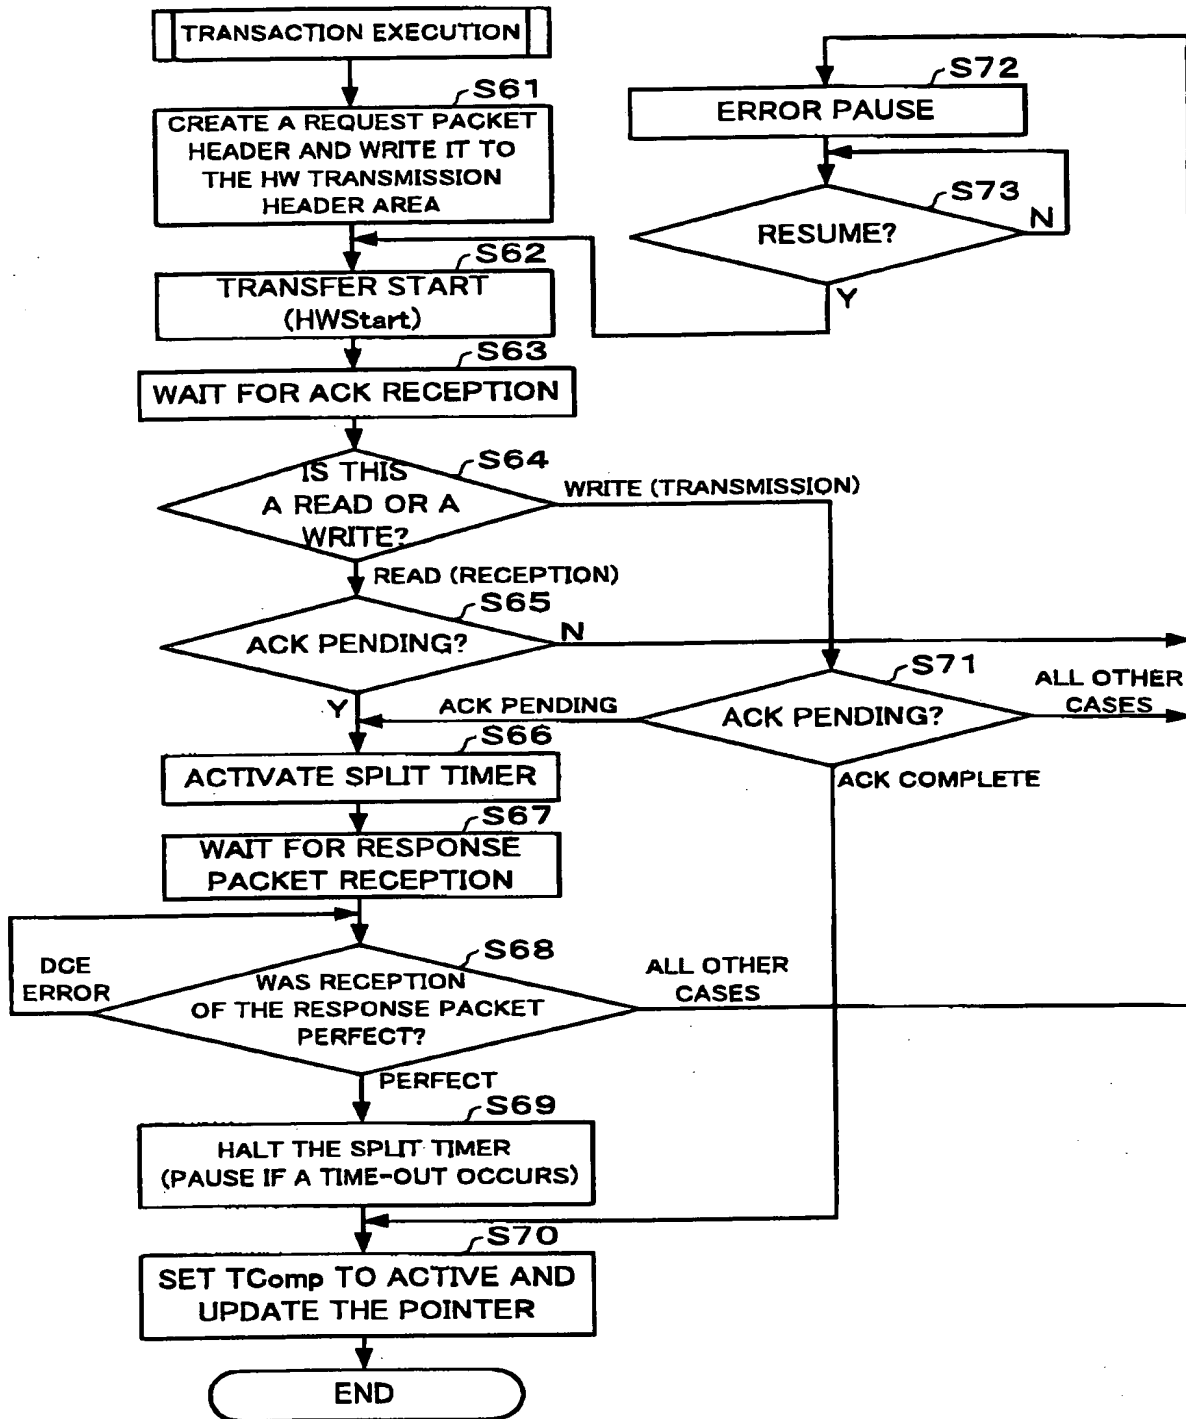 TRANSACTION EXECUTION
S61
CREATE A REQUEST PACKET
HEADER AND WRITE IT TO
THE HW TRANSMISSION
HEADER AREA
S72
ERROR PAUSE
S73
RESUME?
N
Y
S62
TRANSFER START
(HWStart)
S63
WAIT FOR ACK RECEPTION
S64
IS THIS
A READ OR A
WRITE?
WRITE (TRANSMISSION)
READ (RECEPTION)
S65
ACK PENDING?
N
Y
S71
ACK PENDING?
ALL OTHER
CASES
ACK PENDING
ACK COMPLETE
S66
ACTIVATE SPLIT TIMER
S67
WAIT FOR RESPONSE
PACKET RECEPTION
S68
WAS RECEPTION
OF THE RESPONSE PACKET
PERFECT?
DCE
ERROR
ALL OTHER
CASES
PERFECT
S69
HALT THE SPLIT TIMER
(PAUSE IF A TIME-OUT OCCURS)
S70
SET TComp TO ACTIVE AND
UPDATE THE POINTER
END